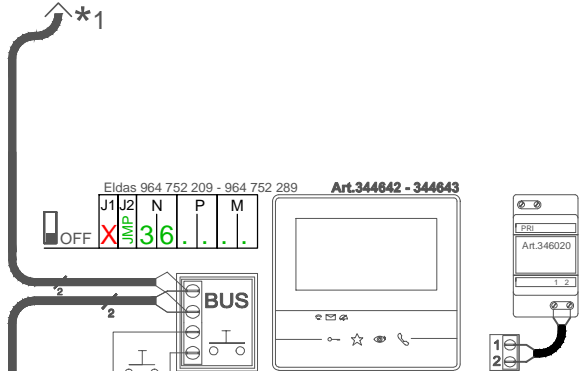 *1
Eldas 964 752 209 - 964 752 289
Art.344642 - 344643
J1 J2 N P M
OFF X JMP 3 6 . . . .
PRI
Art.346020
1 2
2
2
BUS
1
2